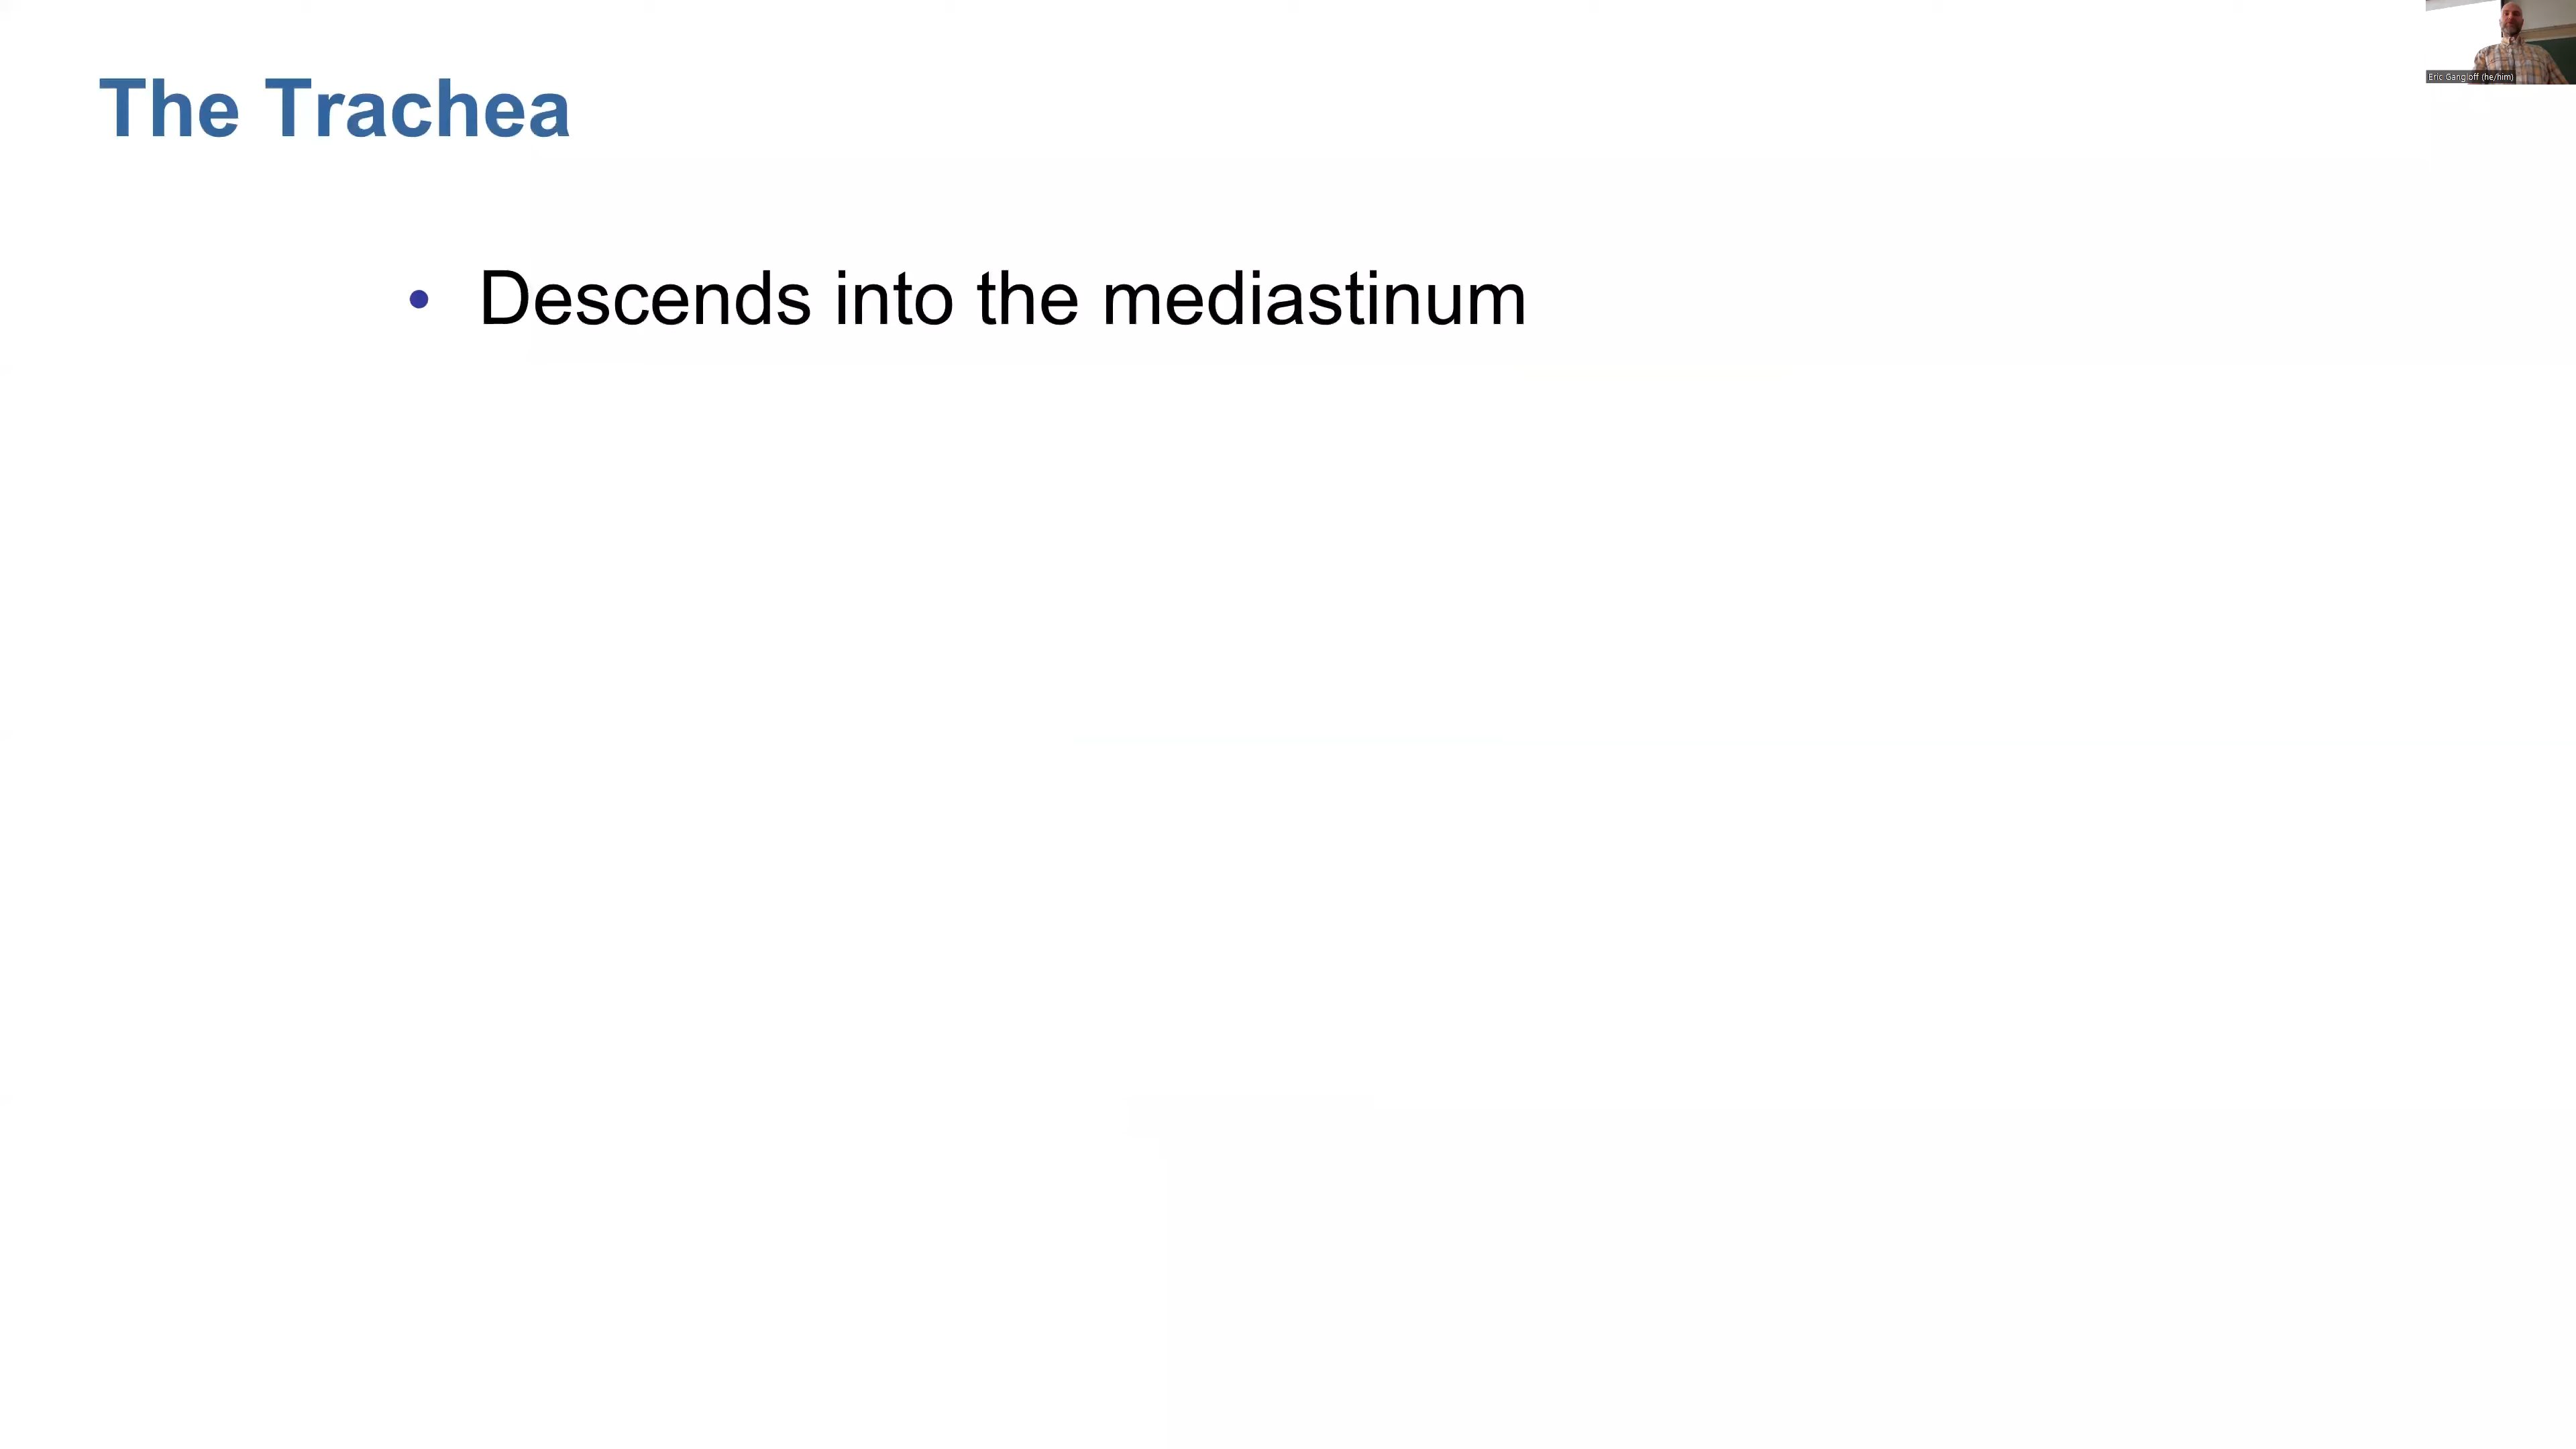 The Trachea
• Descends into the mediastinum
Eric Gangloff (he/him)